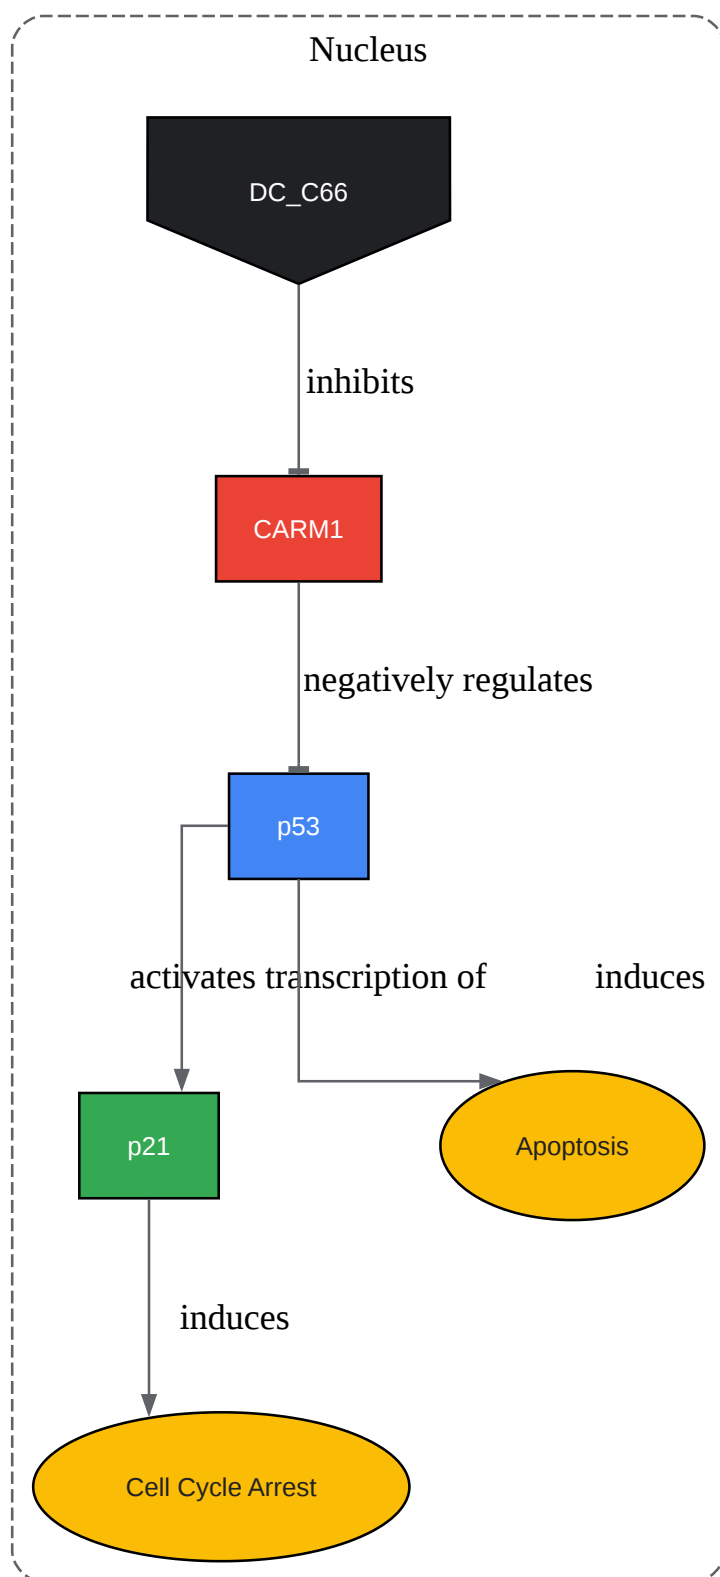 Nucleus
DC_C66
inhibits
CARM1
negatively regulates
p53
activates transcription of
induces
p21
Apoptosis
induces
Cell Cycle Arrest